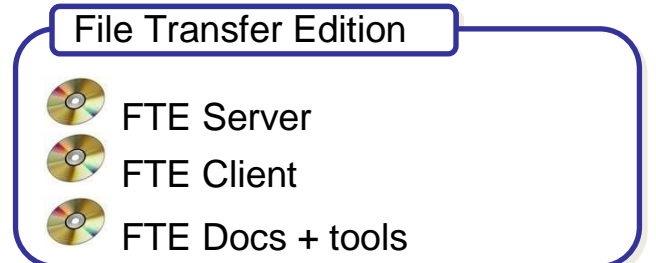 File Transfer Edition
FTE Server
FTE Client
FTE Docs + tools